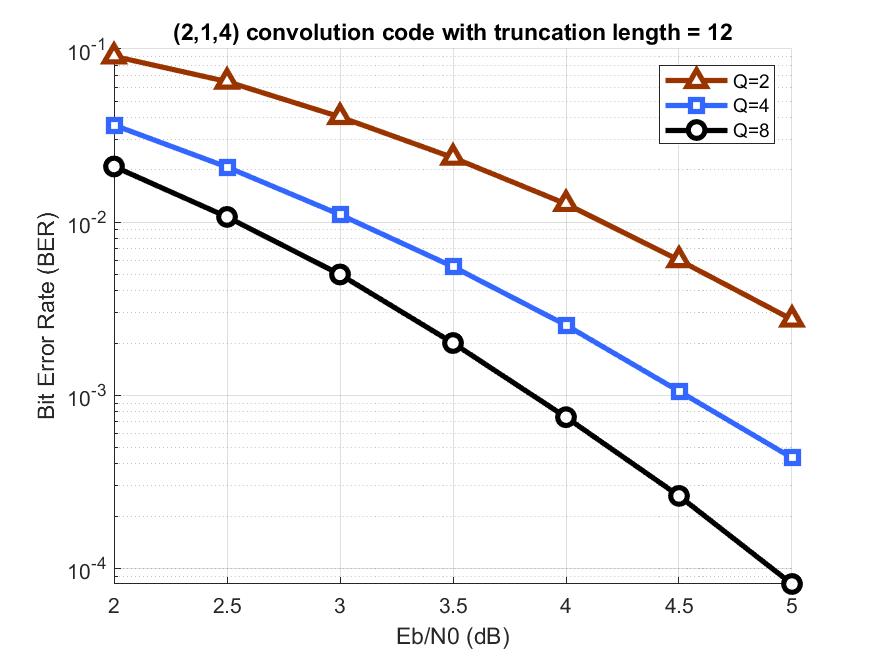 (2,1,4) convolution code with truncation length = 12
Q=2
Q=4
Q=8
Bit Error Rate (BER)
10^-1
10^-2
10^-3
10^-4
2 2.5 3 3.5 4 4.5 5
Eb/N0 (dB)